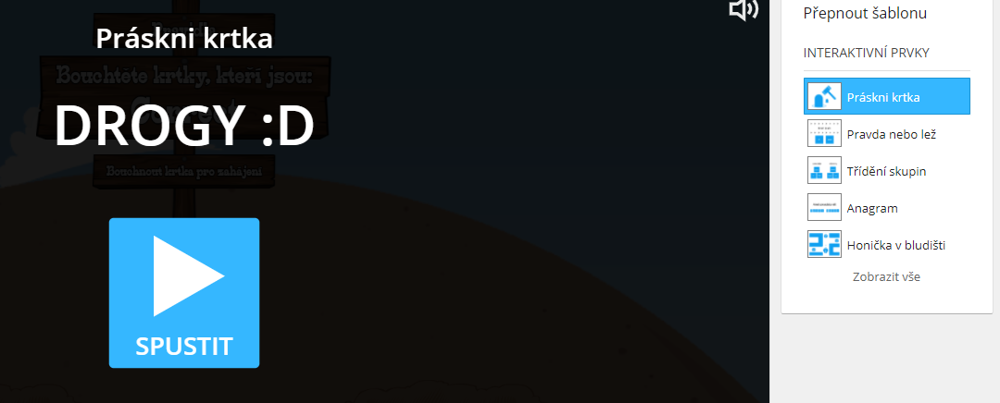 Práskni krtka
Bouchtěte krtky, kteří jsou:
DROGY :D
Bouchnout krtka pro zahájení
SPUSTIT
Přepnout šablonu
INTERAKTIVNÍ PRVKY
Práskni krtka
Pravda nebo lež
Třídění skupin
Anagram
Honička v bludišti
Zobrazit vše